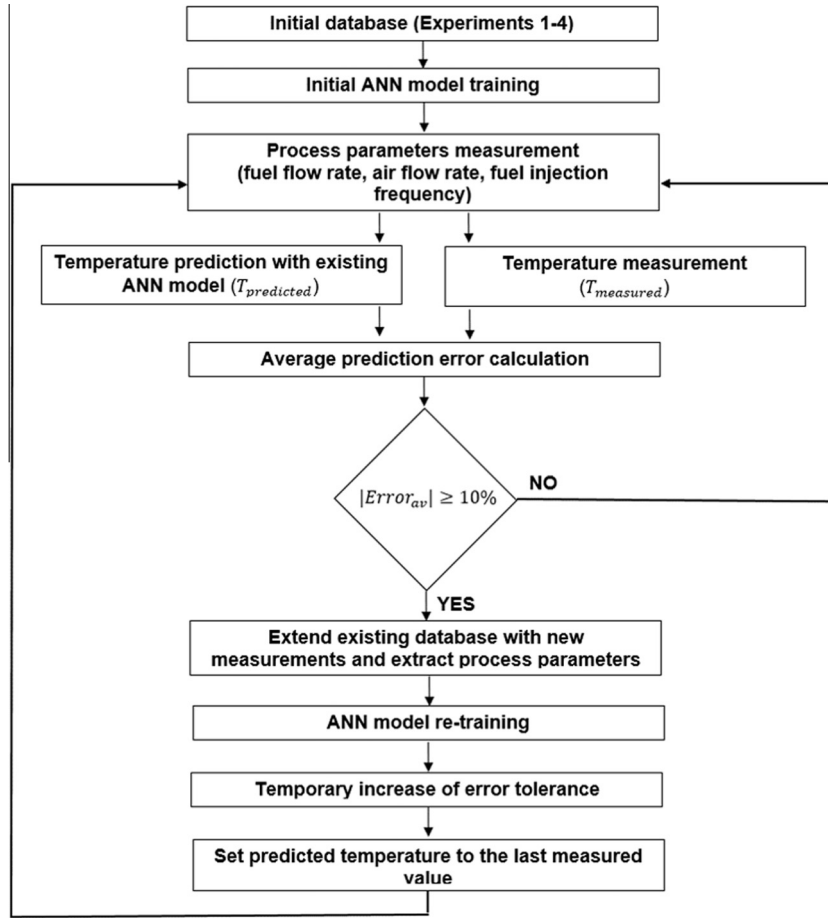 Initial database (Experiments 1-4)
Initial ANN model training
Process parameters measurement
(fuel flow rate, air flow rate, fuel injection
frequency)
Temperature prediction with existing
ANN model (T_predicted)
Temperature measurement
(T_measured)
Average prediction error calculation
|Error_av| ≥ 10%
NO
YES
Extend existing database with new
measurements and extract process parameters
ANN model re-training
Temporary increase of error tolerance
Set predicted temperature to the last measured
value